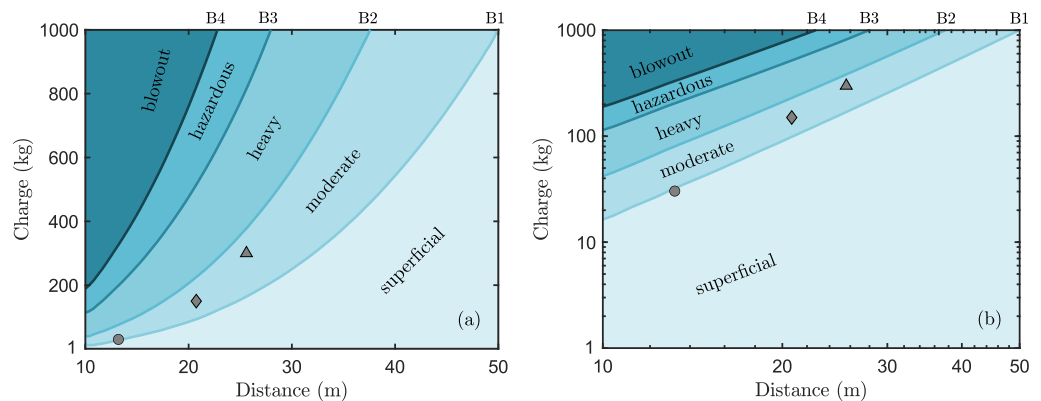 B4 B3 B2 B1
1000
800
600
400
200
1
Charge (kg)
blowout
hazardous
heavy
moderate
superficial
(a)
10 20 30 40 50
Distance (m)
B4 B3 B2 B1
1000
100
10
1
Charge (kg)
blowout
hazardous
heavy
moderate
superficial
(b)
10 20 30 40 50
Distance (m)